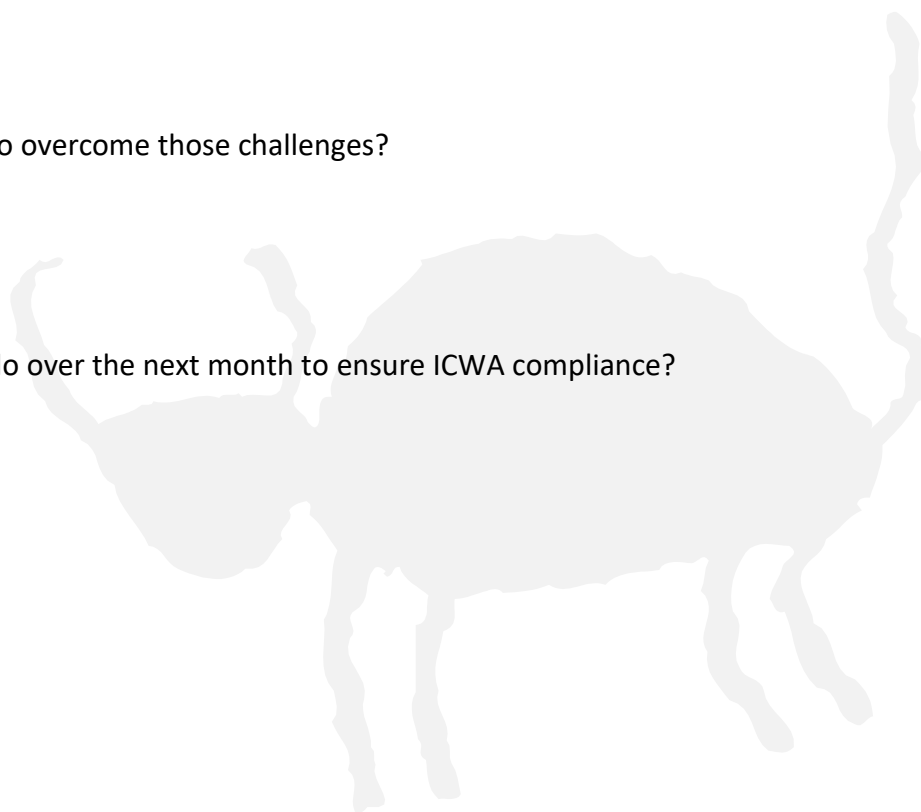 o overcome those challenges?
o over the next month to ensure ICWA compliance?